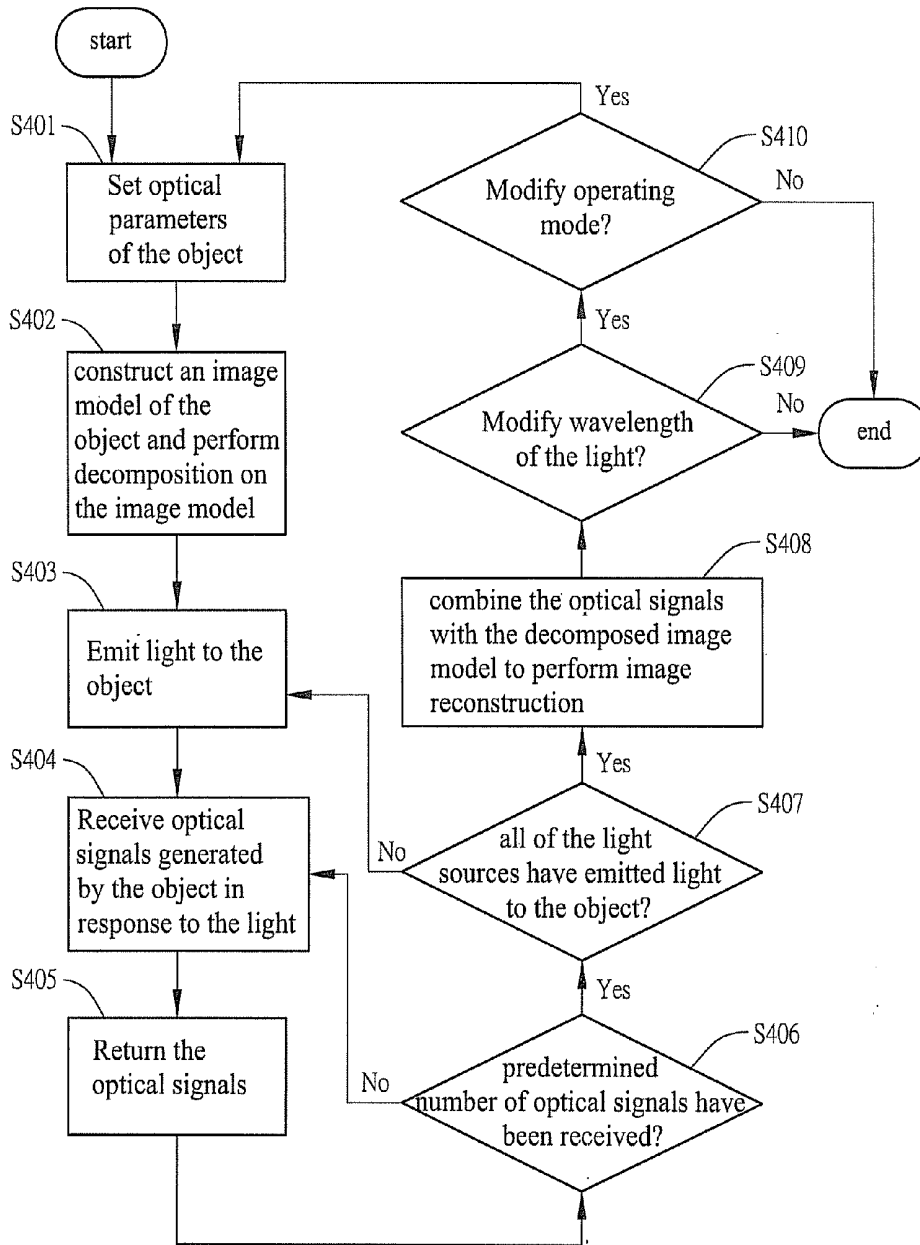 start
S401
Set optical
parameters
of the object
S402
construct an image
model of the
object and perform
decomposition on
the image model
S403
Emit light to the
object
S404
Receive optical
signals generated
by the object in
response to the light
S405
Return the
optical signals
S406
predetermined
number of optical signals have
been received?
No
Yes
S407
all of the light
sources have emitted light
to the object?
No
Yes
S408
combine the optical signals
with the decomposed image
model to perform image
reconstruction
S409
Modify wavelength
of the light?
No
Yes
S410
Modify operating
mode?
No
Yes
end